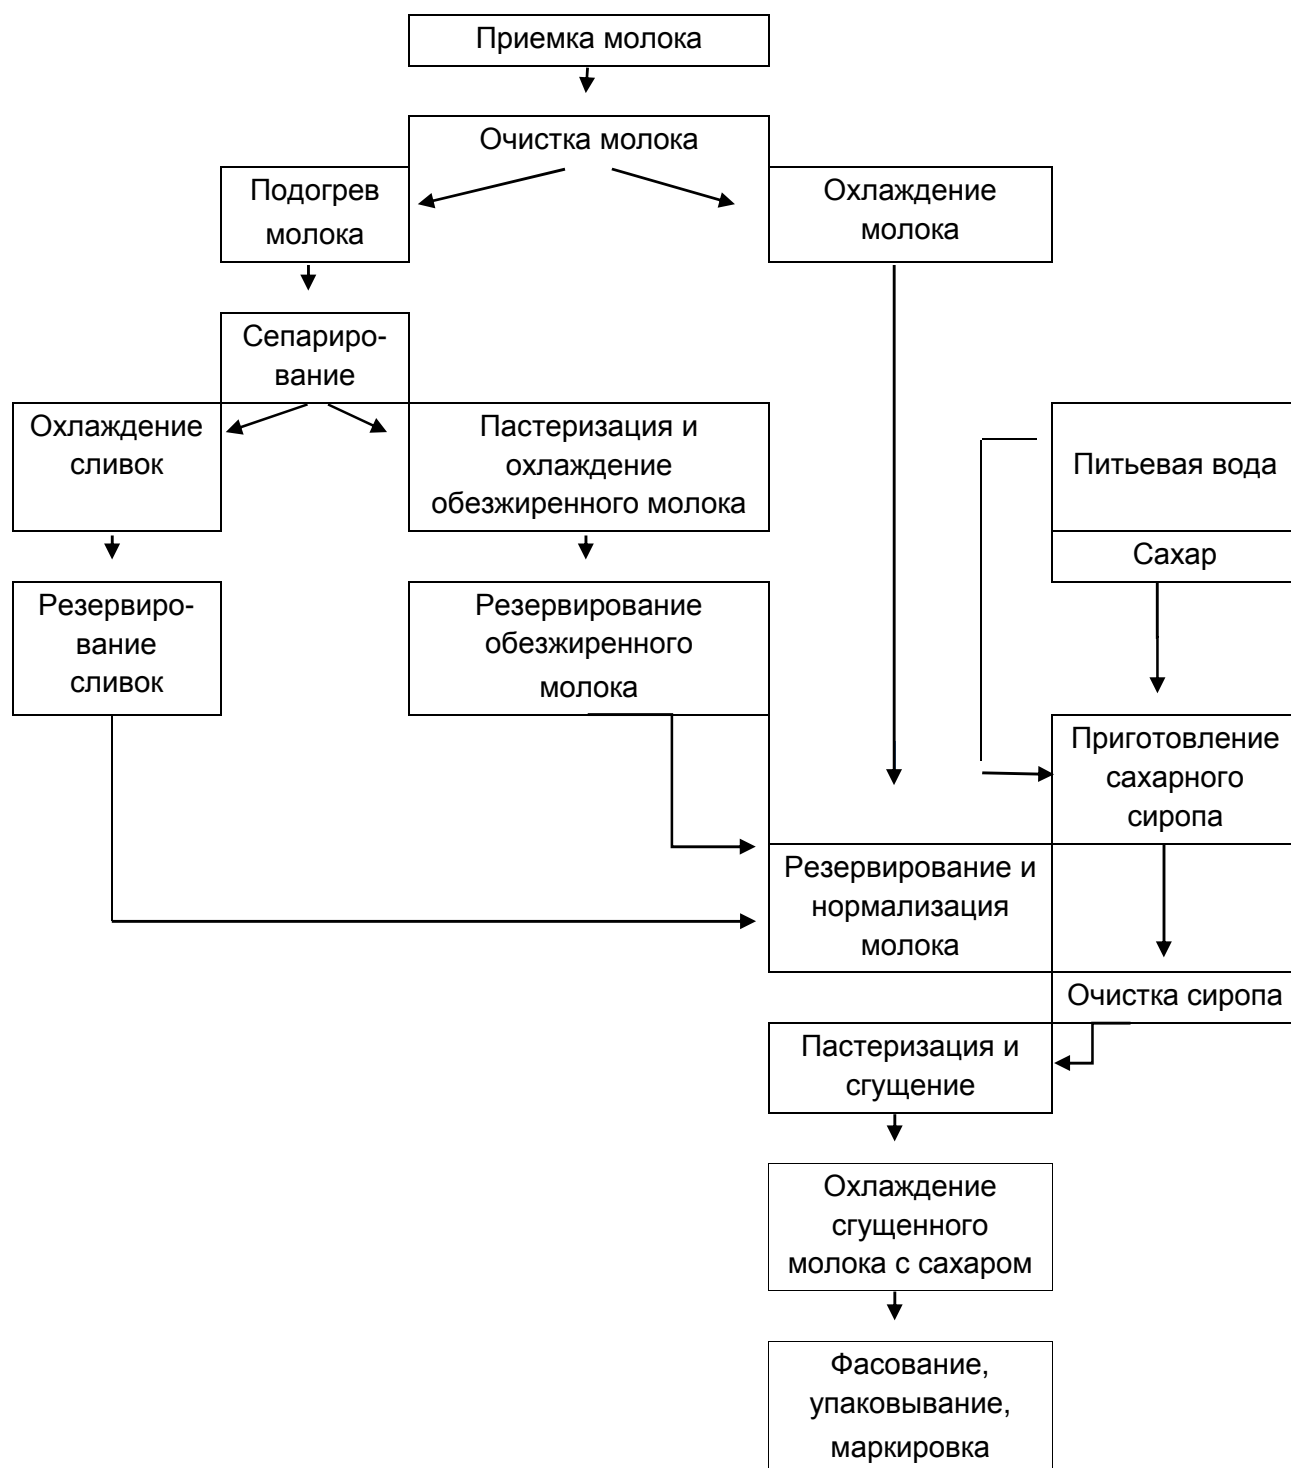 Приемка молока
Очистка молока
Подогрев
молока
Охлаждение
молока
Сепариро-
вание
Охлаждение
сливок
Пастеризация и
охлаждение
обезжиренного молока
Питьевая вода
Сахар
Резервиро-
вание
сливок
Резервирование
обезжиренного
молока
Приготовление
сахарного
сиропа
Резервирование и
нормализация
молока
Очистка сиропа
Пастеризация и
сгущение
Охлаждение
сгущенного
молока с сахаром
Фасование,
упаковывание,
маркировка